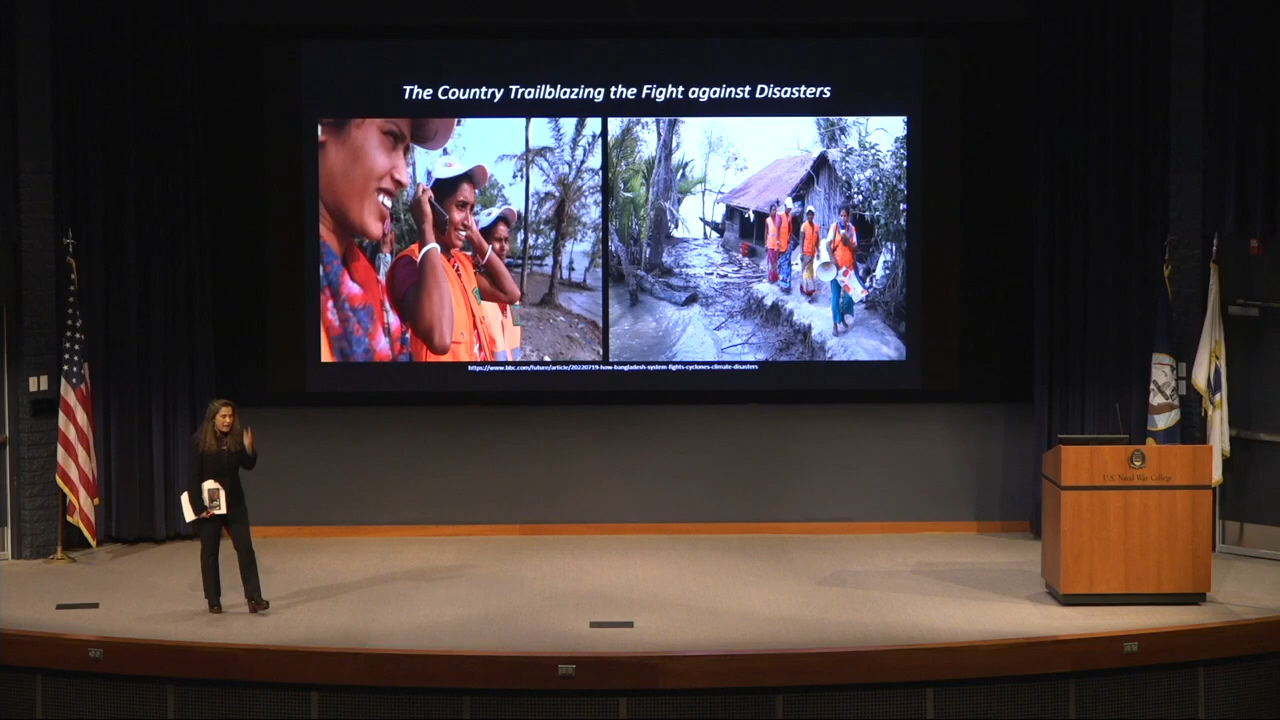 The Country Trailblazing the Fight against Disasters
https://www.bbc.com/future/article/20220719-how-bangladesh-system-fights-cyclones-climate-disasters
U.S. Naval War College